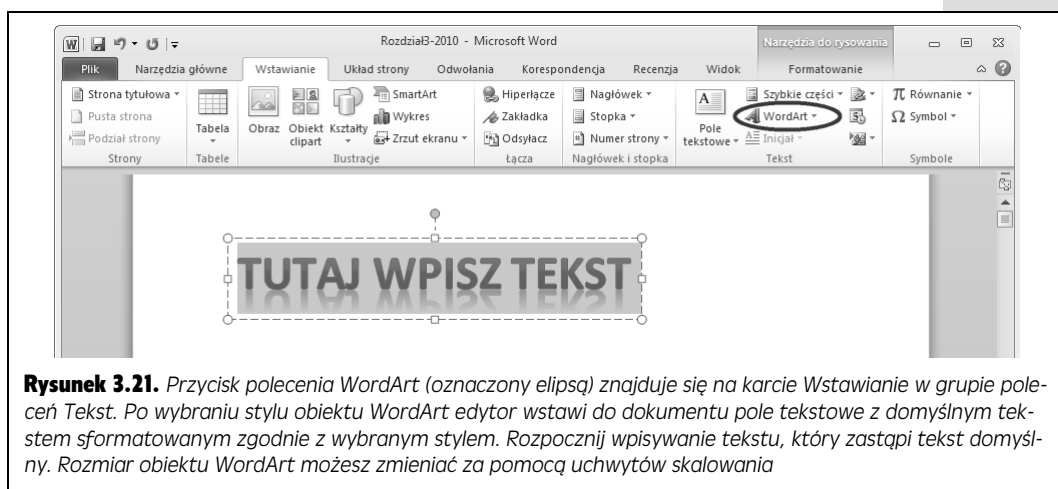 Rozdział3-2010 - Microsoft Word
Narzędzia do rysowania
Plik Narzędzia główne Wstawianie Układ strony Odwołania Korespondencja Recenzja Widok Formatowanie
Strona tytułowa SmartArt Hiperłącze Nagłówek Szybkie części π Równanie
Pusta strona Wykres Zakładka Stopka WordArt Ω Symbol
Podział strony Tabela Obraz Obiekt clipart Kształty Zrzut ekranu Odsyłacz Numer strony Pole tekstowe Inicjał
Strony Tabele Ilustracje Łącza Nagłówek i stopka Tekst Symbole
TUTAJ WPISZ TEKST
Rysunek 3.21. Przycisk polecenia WordArt (oznaczony elipsą) znajduje się na karcie Wstawianie w grupie pole-
ceń Tekst. Po wybraniu stylu obiektu WordArt edytor wstawi do dokumentu pole tekstowe z domyślnym tek-
stem sformatowanym zgodnie z wybranym stylem. Rozpocznij wpisywanie tekstu, który zastąpi tekst domyśl-
ny. Rozmiar obiektu WordArt możesz zmieniać za pomocą uchwytów skalowania